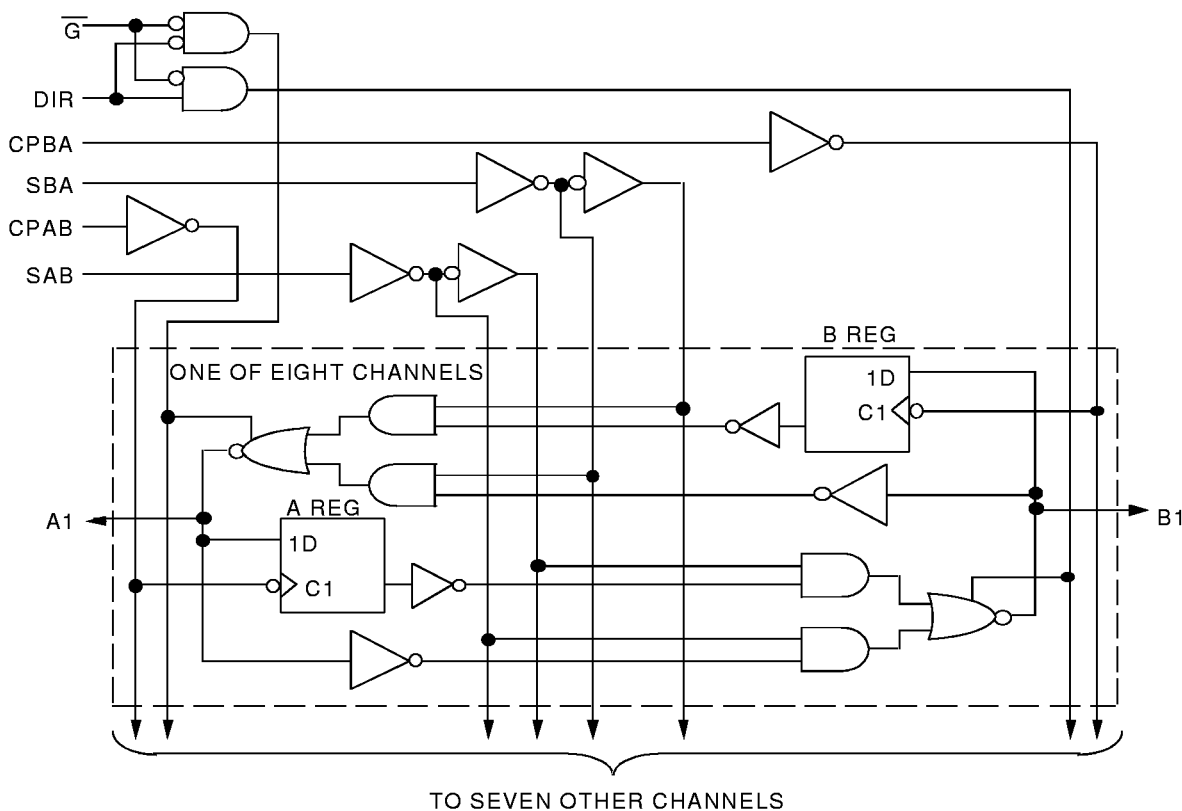 G̅
DIR
CPBA
SBA
CPAB
SAB
B REG
ONE OF EIGHT CHANNELS
1D
C1
A REG
A1
1D
C1
B1
TO SEVEN OTHER CHANNELS